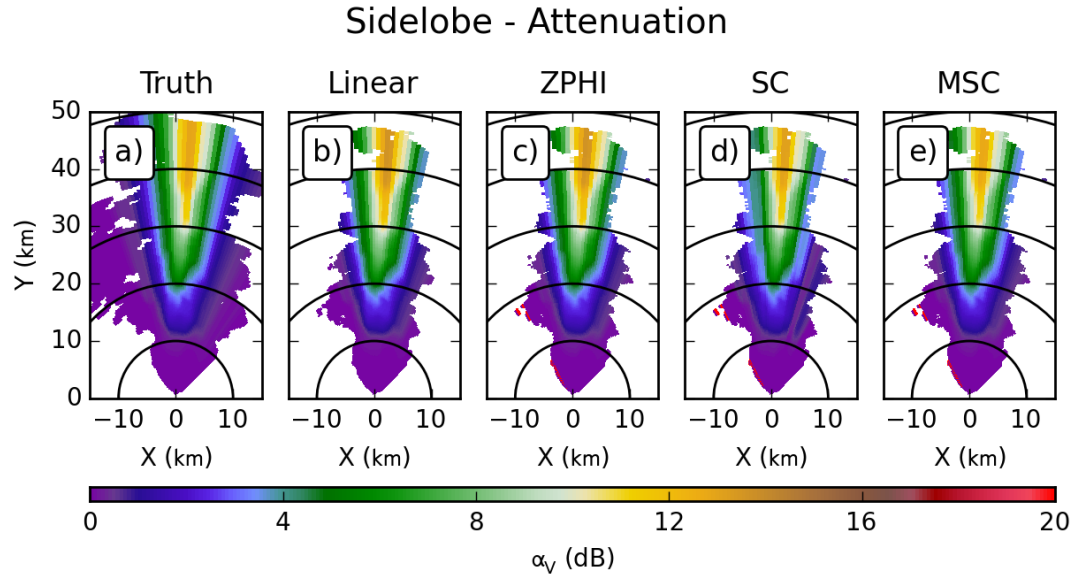 Sidelobe - Attenuation
Truth Linear ZPHI SC MSC
a) b) c) d) e)
50
40
30
20
10
0
Y (km)
−10 0 10 −10 0 10 −10 0 10 −10 0 10 −10 0 10
X (km) X (km) X (km) X (km) X (km)
0 4 8 12 16 20
αV (dB)